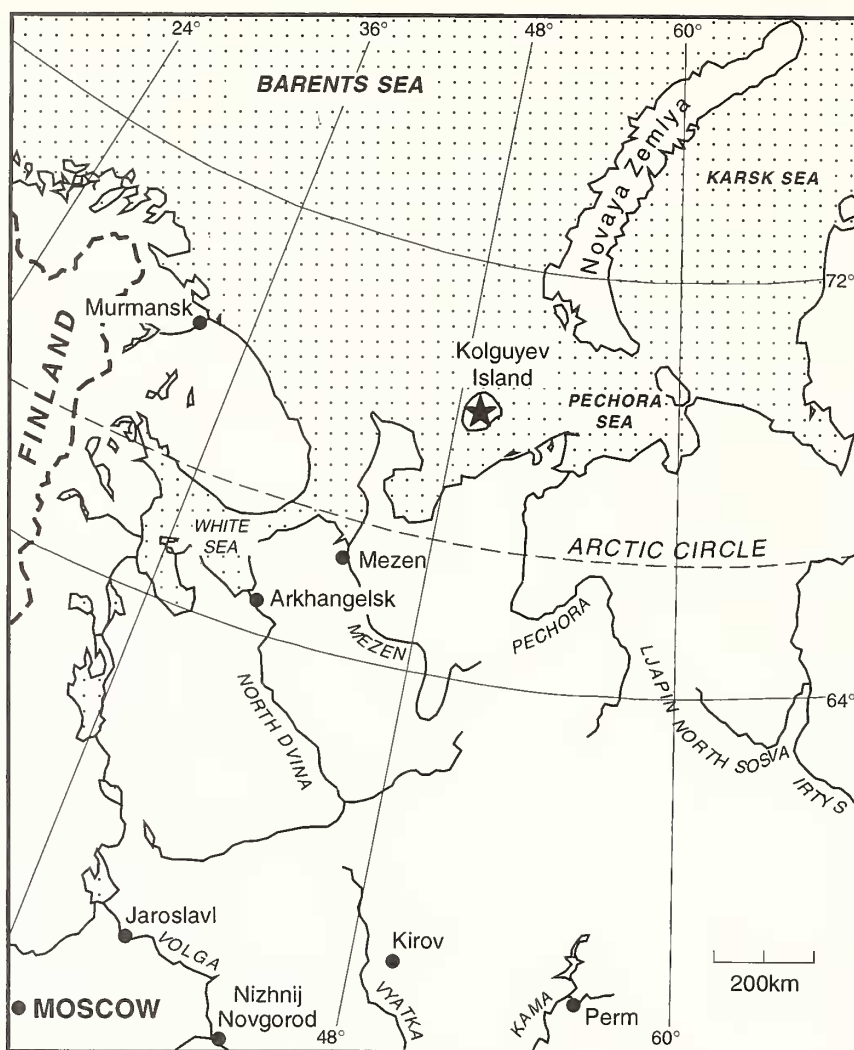 24°
36°
48°
60°
BARENTS SEA
Novaya Zemlya
KARSK SEA
72°
Murmansk
FINLAND
Kolguyev
Island
PECHORA
SEA
WHITE
SEA
Mezen
ARCTIC CIRCLE
Arkhangelsk
MEZEN
PECHORA
LJAPIN NORTH SOSVA
64°
NORTH DVINA
IRTYS
Jaroslavl
VOLGA
Kirov
200km
MOSCOW
Nizhnij
Novgorod
VYATKA
KAMA
Perm
48°
60°